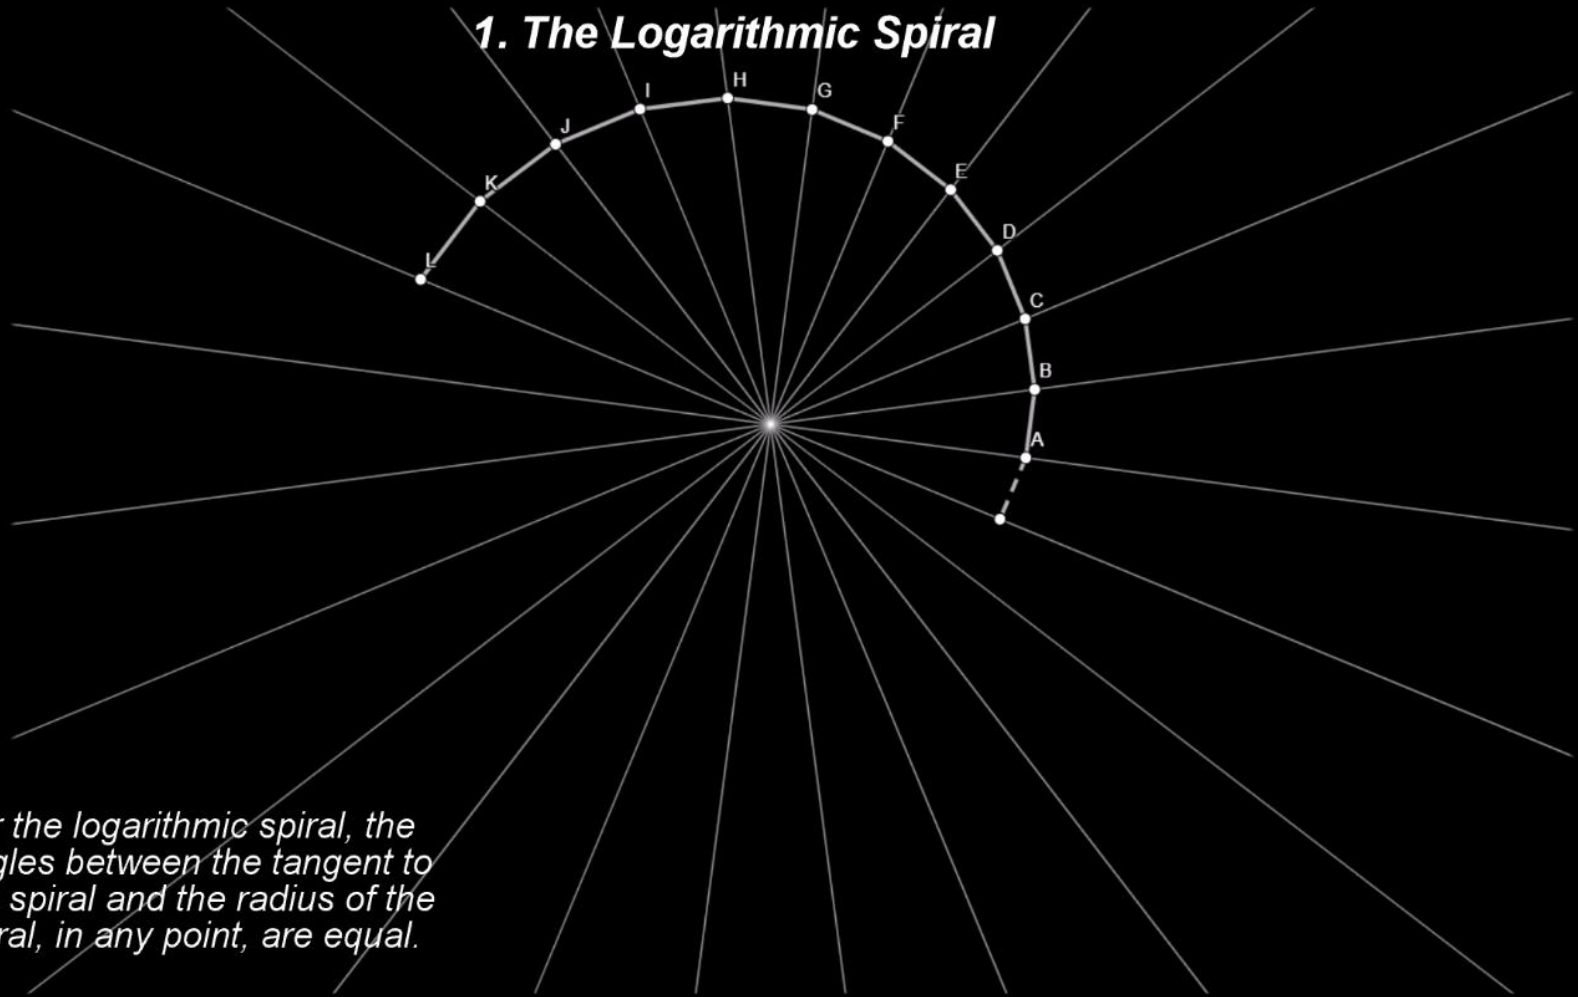 1. The Logarithmic Spiral
H
I
G
J
F
E
K
D
L
C
B
A
r the logarithmic spiral, the
gles between the tangent to
spiral and the radius of the
ral, in any point, are equal.